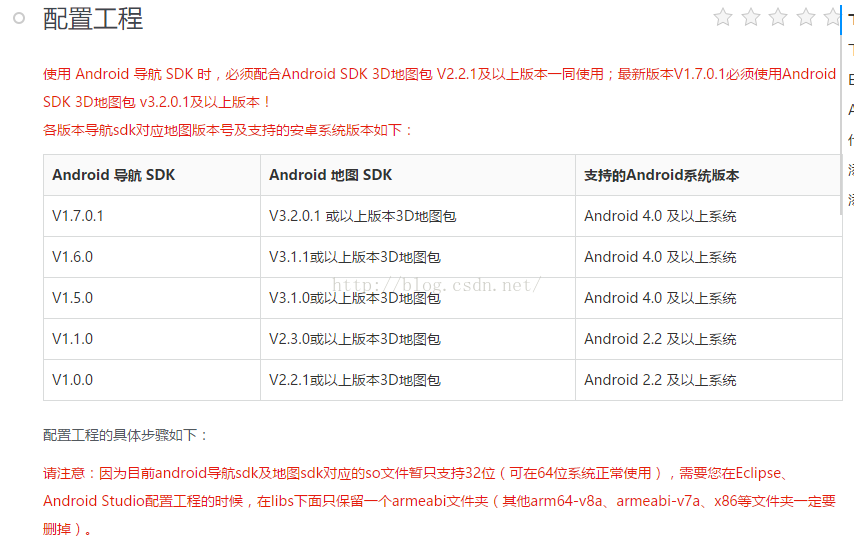 配置工程
使用 Android 导航 SDK 时，必须配合Android SDK 3D地图包 V2.2.1及以上版本一同使用；最新版本V1.7.0.1必须使用Android
SDK 3D地图包 v3.2.0.1及以上版本！
各版本导航sdk对应地图版本号及支持的安卓系统版本如下：
Android 导航 SDK Android 地图 SDK 支持的Android系统版本
V1.7.0.1 V3.2.0.1 或以上版本3D地图包 Android 4.0 及以上系统
V1.6.0 V3.1.1或以上版本3D地图包 Android 4.0 及以上系统
http://blog.csdn.net/
V1.5.0 V3.1.0或以上版本3D地图包 Android 4.0 及以上系统
V1.1.0 V2.3.0或以上版本3D地图包 Android 2.2 及以上系统
V1.0.0 V2.2.1或以上版本3D地图包 Android 2.2 及以上系统
配置工程的具体步骤如下：
请注意：因为目前android导航sdk及地图sdk对应的so文件暂只支持32位（可在64位系统正常使用），需要您在Eclipse、
Android Studio配置工程的时候，在libs下面只保留一个armeabi文件夹（其他arm64-v8a、armeabi-v7a、x86等文件夹一定要
删掉）。